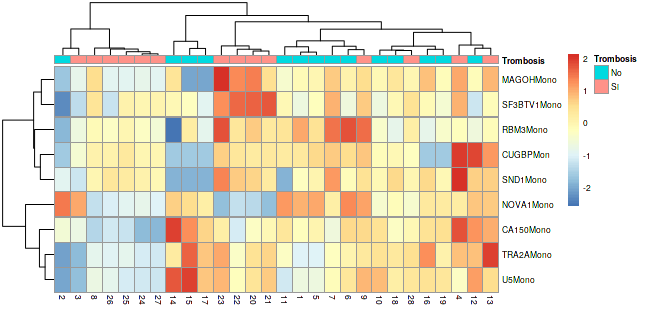 Trombosis
MAGOHMono
SF3BTV1Mono
RBM3Mono
CUGBPMon
SND1Mono
NOVA1Mono
CA150Mono
TRA2AMono
U5Mono
2 3 8 26 25 24 27 14 15 17 23 22 20 21 11 1 5 7 6 9 10 18 28 16 19 4 12 13
2
1
0
-1
-2
Trombosis
No
SI